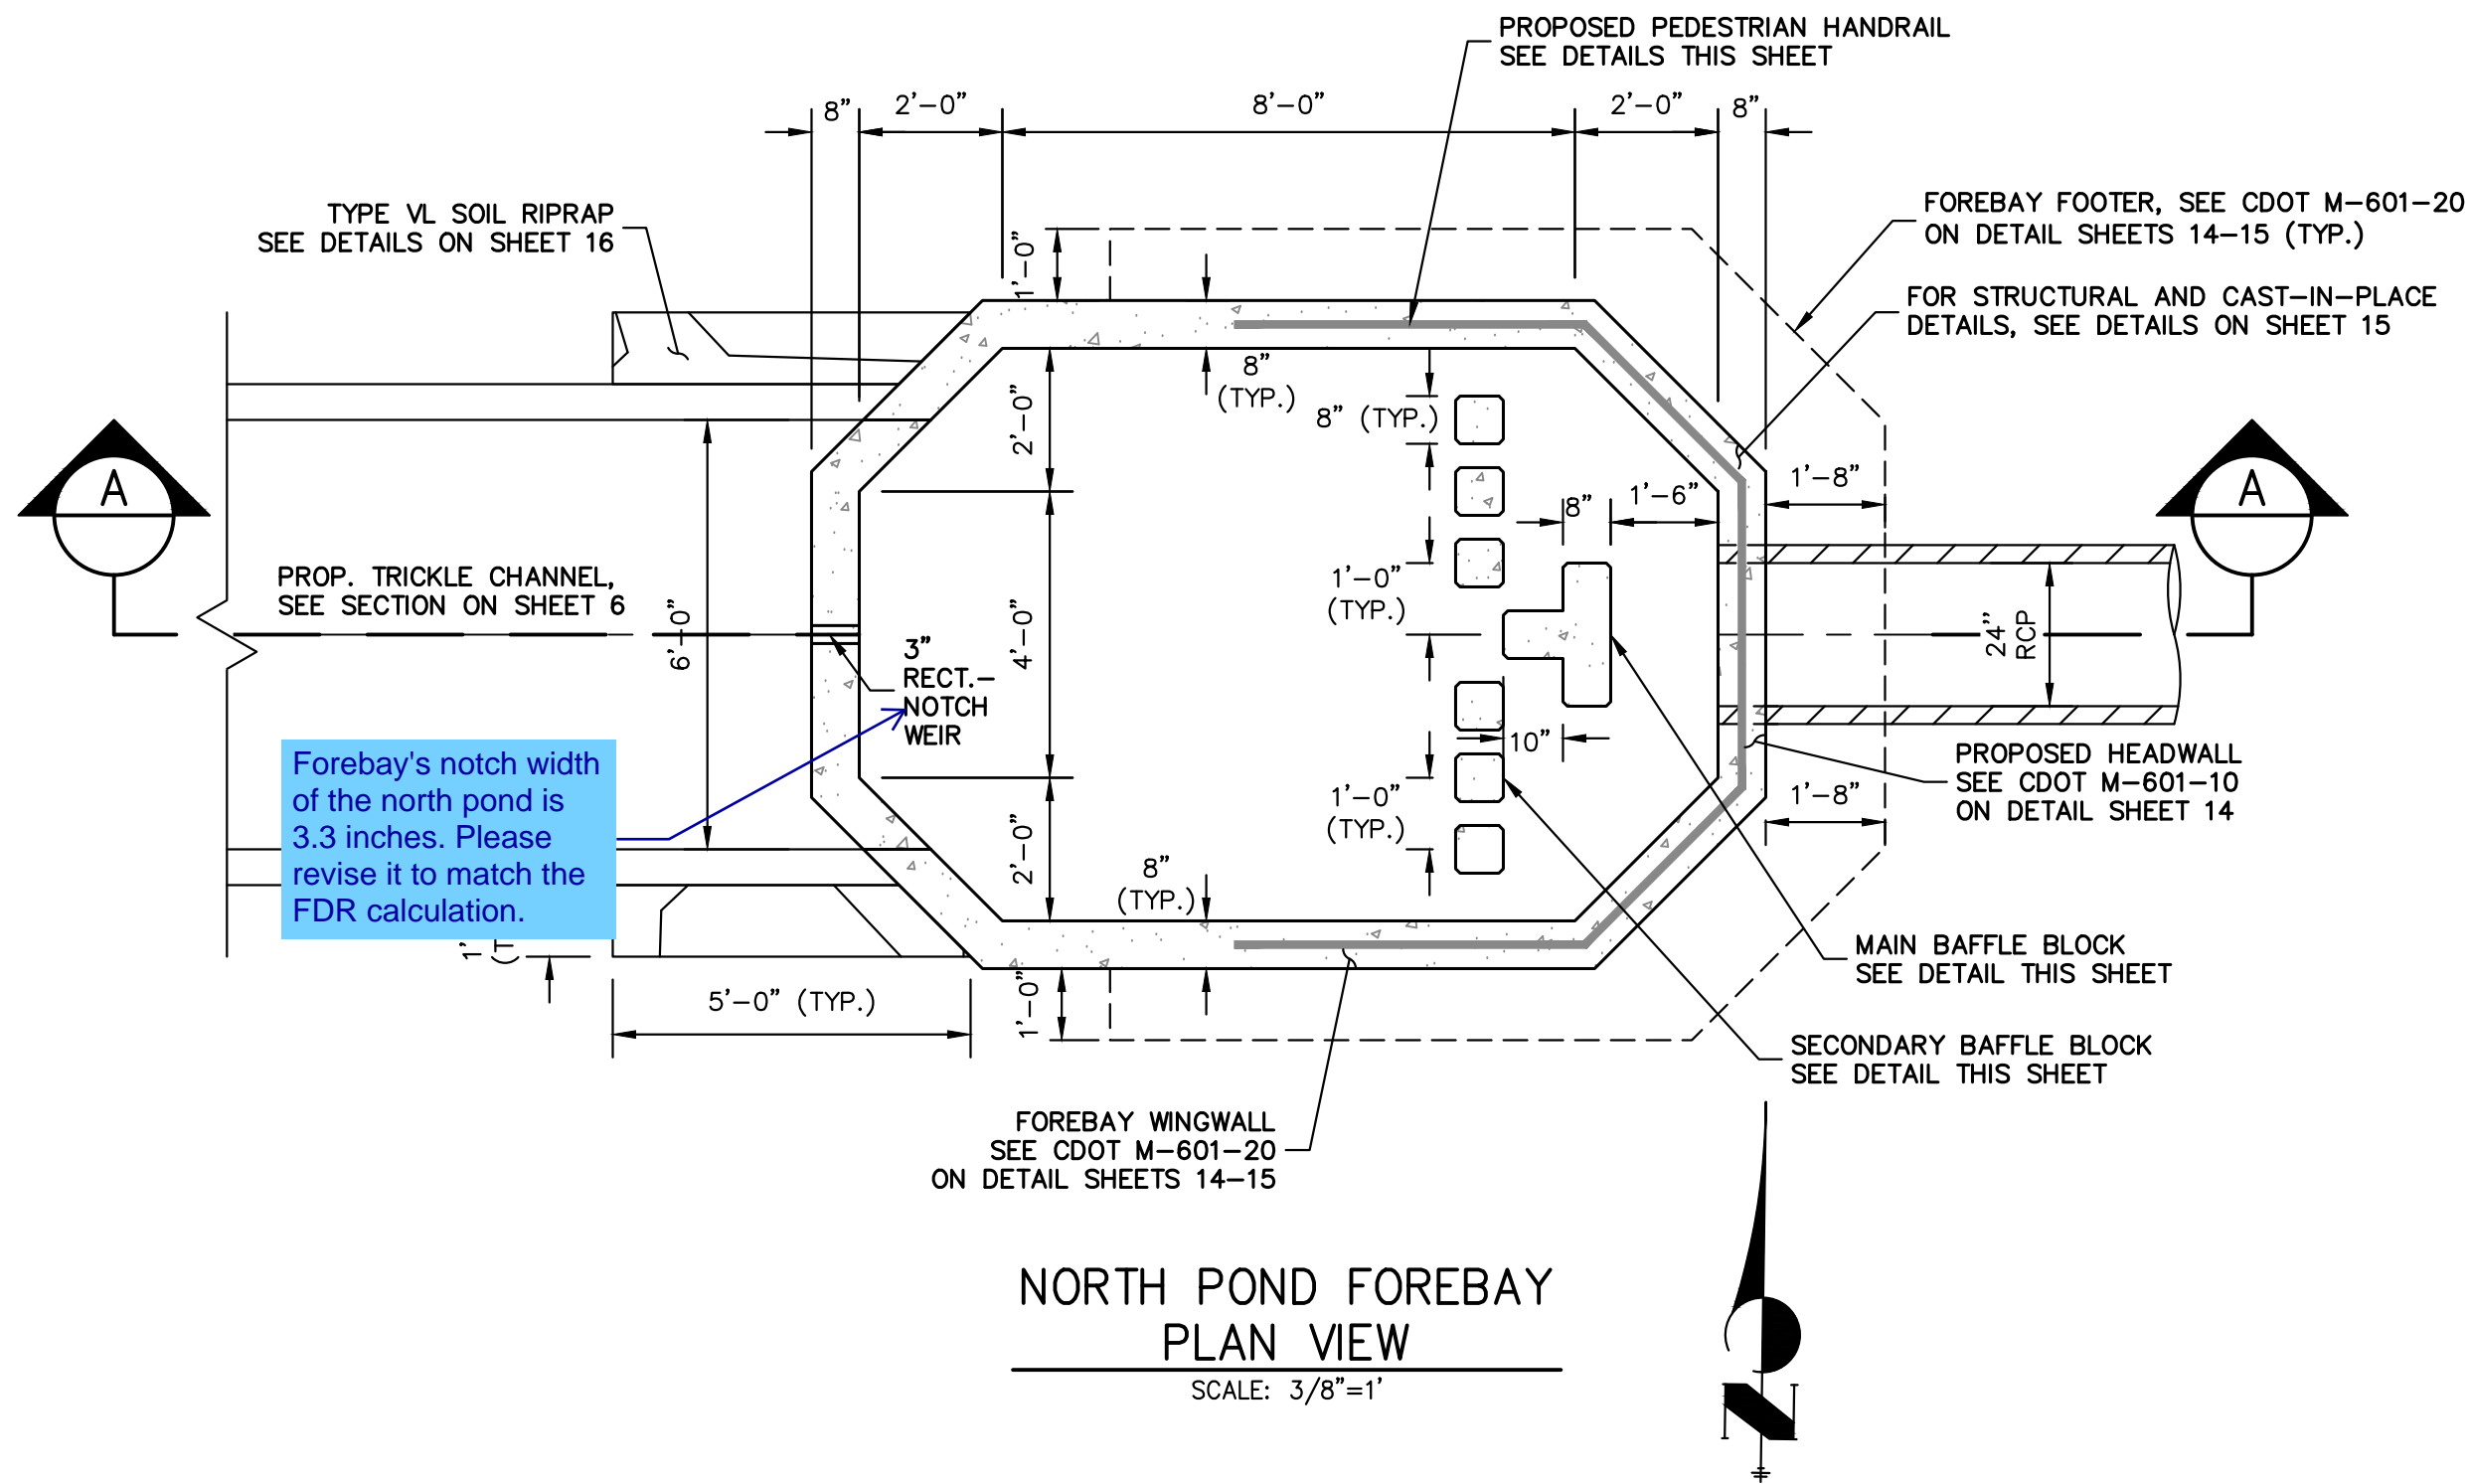 PROPOSED PEDESTRIAN HANDRAIL
SEE DETAILS THIS SHEET
8"
2'-0"
8'-0"
2'-0"
8"
TYPE VL SOIL RIPRAP
SEE DETAILS ON SHEET 16
FOREBAY FOOTER, SEE CDOT M-601-20
ON DETAIL SHEETS 14-15 (TYP.)
1'-0"
FOR STRUCTURAL AND CAST-IN-PLACE
DETAILS, SEE DETAILS ON SHEET 15
8"
(TYP.)
2'-0"
8" (TYP.)
A
A
1'-8"
8"
1'-6"
PROP. TRICKLE CHANNEL,
SEE SECTION ON SHEET 6
6'-0"
4'-0"
1'-0"
(TYP.)
24"
RCP
3"
RECT.-
NOTCH
WEIR
10"
Forebay's notch width
of the north pond is
3.3 inches. Please
revise it to match the
FDR calculation.
PROPOSED HEADWALL
SEE CDOT M-601-10
ON DETAIL SHEET 14
1'-0"
(TYP.)
1'-8"
2'-0"
8"
(TYP.)
1'
(T
MAIN BAFFLE BLOCK
SEE DETAIL THIS SHEET
5'-0" (TYP.)
1'-0"
SECONDARY BAFFLE BLOCK
SEE DETAIL THIS SHEET
FOREBAY WINGWALL
SEE CDOT M-601-20
ON DETAIL SHEETS 14-15
NORTH POND FOREBAY
PLAN VIEW
SCALE: 3/8"=1'
N